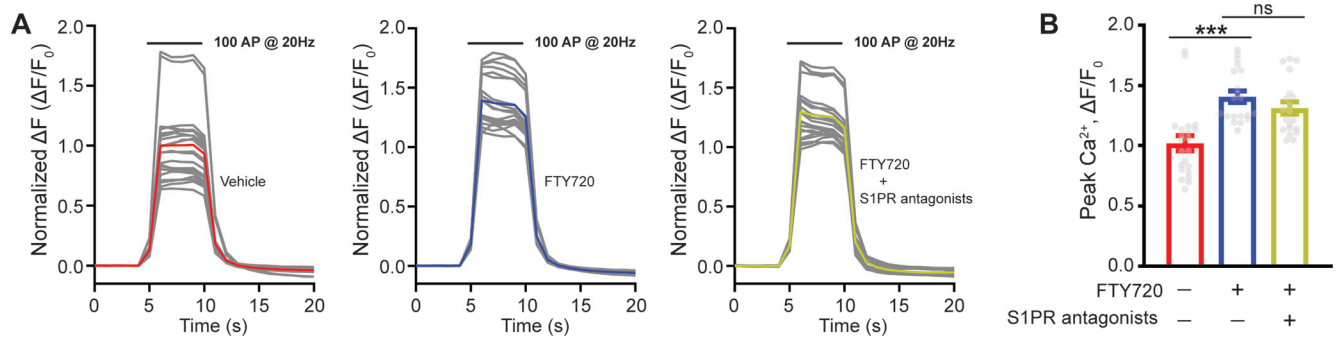 A
Normalized ΔF (ΔF/F₀)
2.0
1.5
1.0
0.5
0.0
100 AP @ 20Hz
Vehicle
0 5 10 15 20
Time (s)
Normalized ΔF (ΔF/F₀)
2.0
1.5
1.0
0.5
0.0
100 AP @ 20Hz
FTY720
0 5 10 15 20
Time (s)
Normalized ΔF (ΔF/F₀)
2.0
1.5
1.0
0.5
0.0
100 AP @ 20Hz
FTY720
+
S1PR antagonists
0 5 10 15 20
Time (s)
B
Peak Ca²⁺, ΔF/F₀
2.0
1.5
1.0
0.5
0.0
ns
***
FTY720 – + +
S1PR antagonists – – +